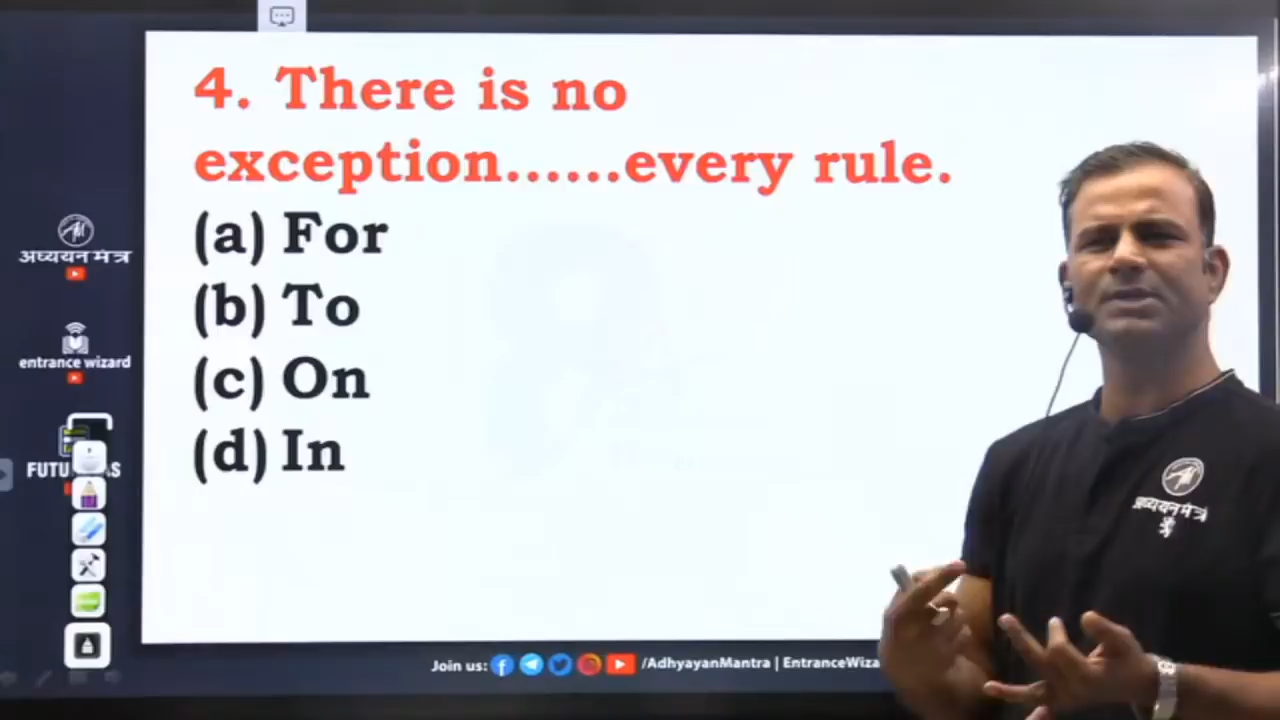 4. There is no
exception......every rule.
(a) For
(b) To
(c) On
(d) In
अध्ययन मंत्र
entrance wizard
अध्ययन मंत्र
Join us: /AdhyayanMantra | EntranceWiza